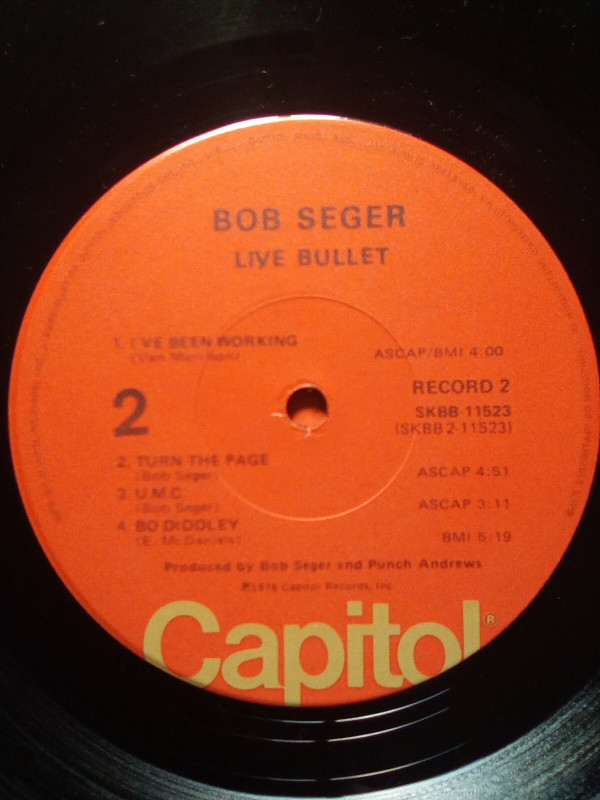 BOB SEGER
LIVE BULLET
1. I'VE BEEN WORKING
(Van Morrison)
ASCAP/BMI 4:00
2
RECORD 2
SKBB-11523
(SKBB 2-11523)
2. TURN THE PAGE
(Bob Seger)
ASCAP 4:51
3. U.M.C.
(Bob Seger)
ASCAP 3:11
4. BO DIDDLEY
(E. McDaniels)
BMI 5:19
Produced by Bob Seger and Punch Andrews
℗1976 Capitol Records, Inc.
Capitol®